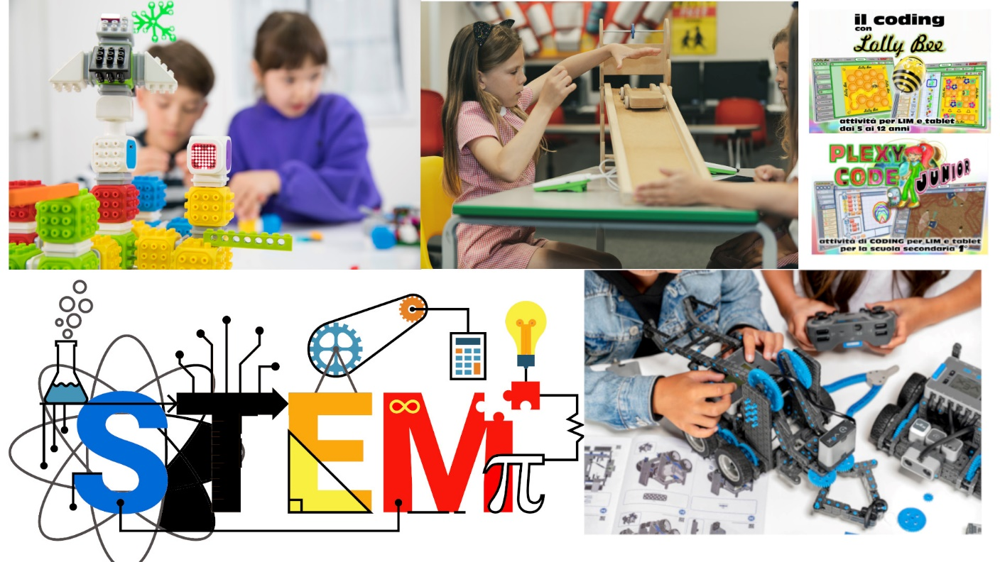 il coding
con
Lally Bee
attività per LIM e tablet
dai 5 ai 12 anni
PLEXY
CODE JUNIOR
attività di CODING per LIM e tablet
per la scuola secondaria 1°
STEM
π